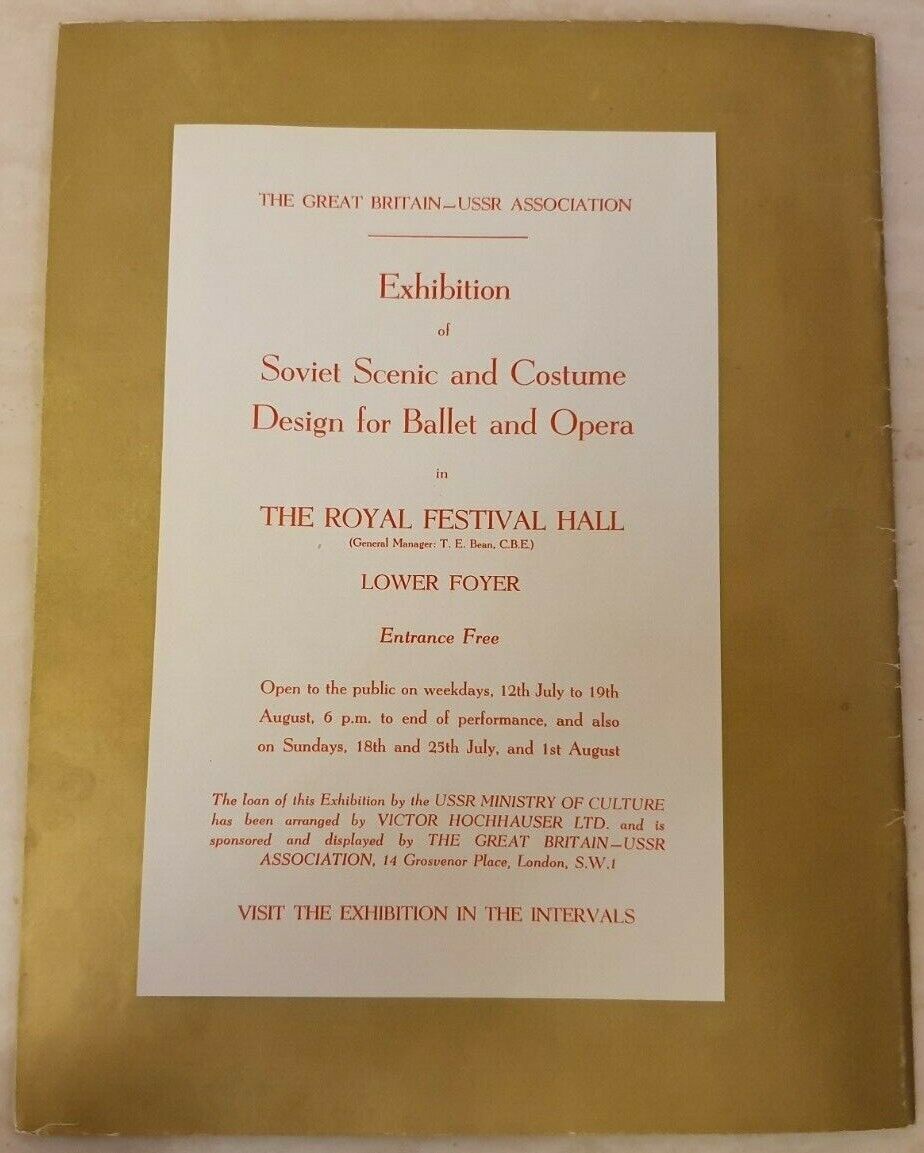 THE GREAT BRITAIN—USSR ASSOCIATION
Exhibition
of
Soviet Scenic and Costume
Design for Ballet and Opera
in
THE ROYAL FESTIVAL HALL
(General Manager: T. E. Bean, C.B.E.)
LOWER FOYER
Entrance Free
Open to the public on weekdays, 12th July to 19th
August, 6 p.m. to end of performance, and also
on Sundays, 18th and 25th July, and 1st August
The loan of this Exhibition by the USSR MINISTRY OF CULTURE
has been arranged by VICTOR HOCHHAUSER LTD. and is
sponsored and displayed by THE GREAT BRITAIN—USSR
ASSOCIATION, 14 Grosvenor Place, London, S.W.1
VISIT THE EXHIBITION IN THE INTERVALS